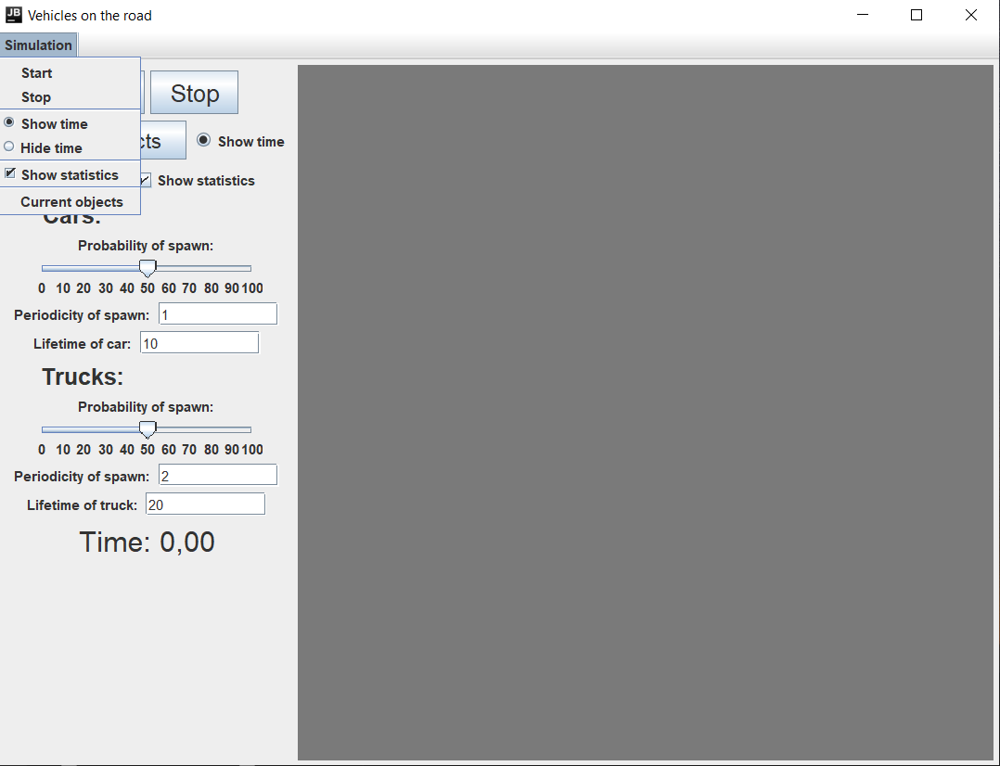 JB Vehicles on the road
Simulation
Start
Stop
Stop
Show time
cts Show time
Hide time
Show statistics
Show statistics
Current objects
Cars:
Probability of spawn:
0 10 20 30 40 50 60 70 80 90 100
Periodicity of spawn: 1
Lifetime of car: 10
Trucks:
Probability of spawn:
0 10 20 30 40 50 60 70 80 90 100
Periodicity of spawn: 2
Lifetime of truck: 20
Time: 0,00